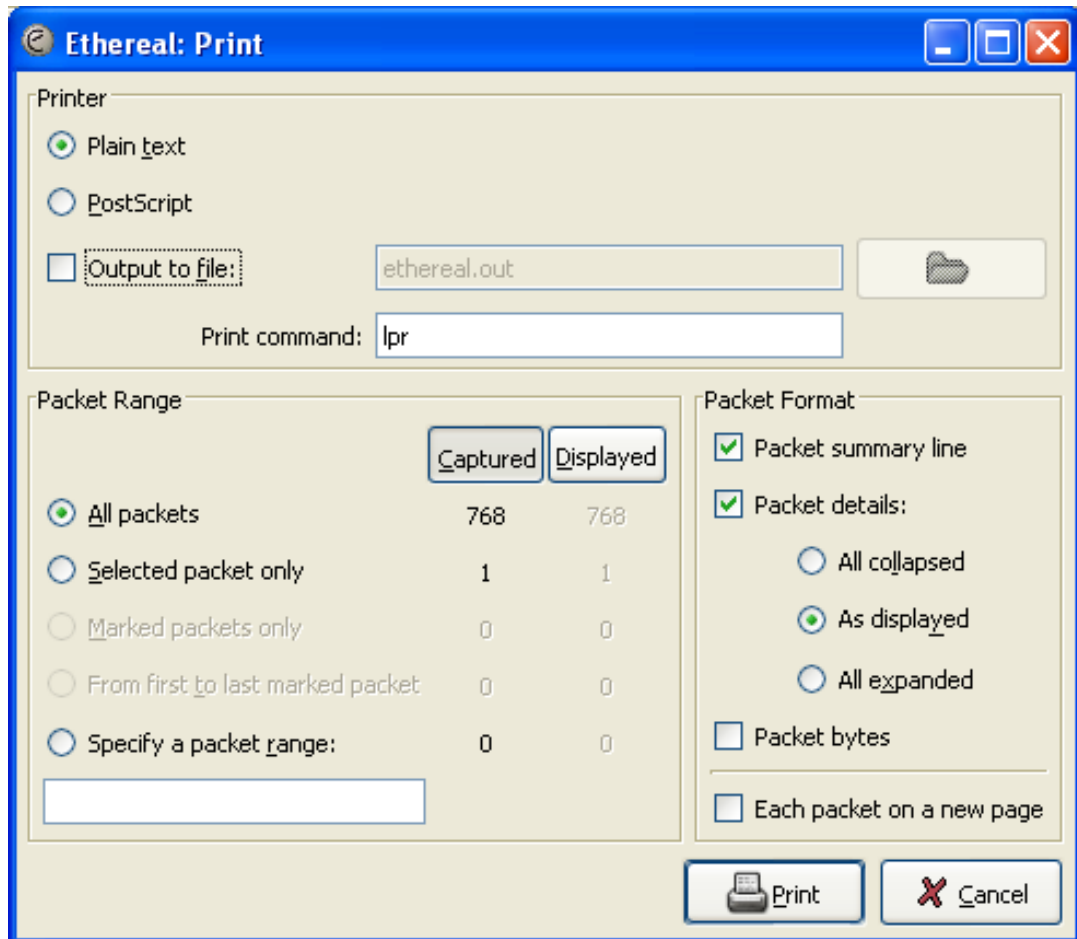 Ethereal: Print
Printer
Plain text
PostScript
Output to file: ethereal.out
Print command: lpr
Packet Range
Captured Displayed
All packets 768 768
Selected packet only 1 1
Marked packets only 0 0
From first to last marked packet 0 0
Specify a packet range: 0 0
Packet Format
Packet summary line
Packet details:
All collapsed
As displayed
All expanded
Packet bytes
Each packet on a new page
Print Cancel